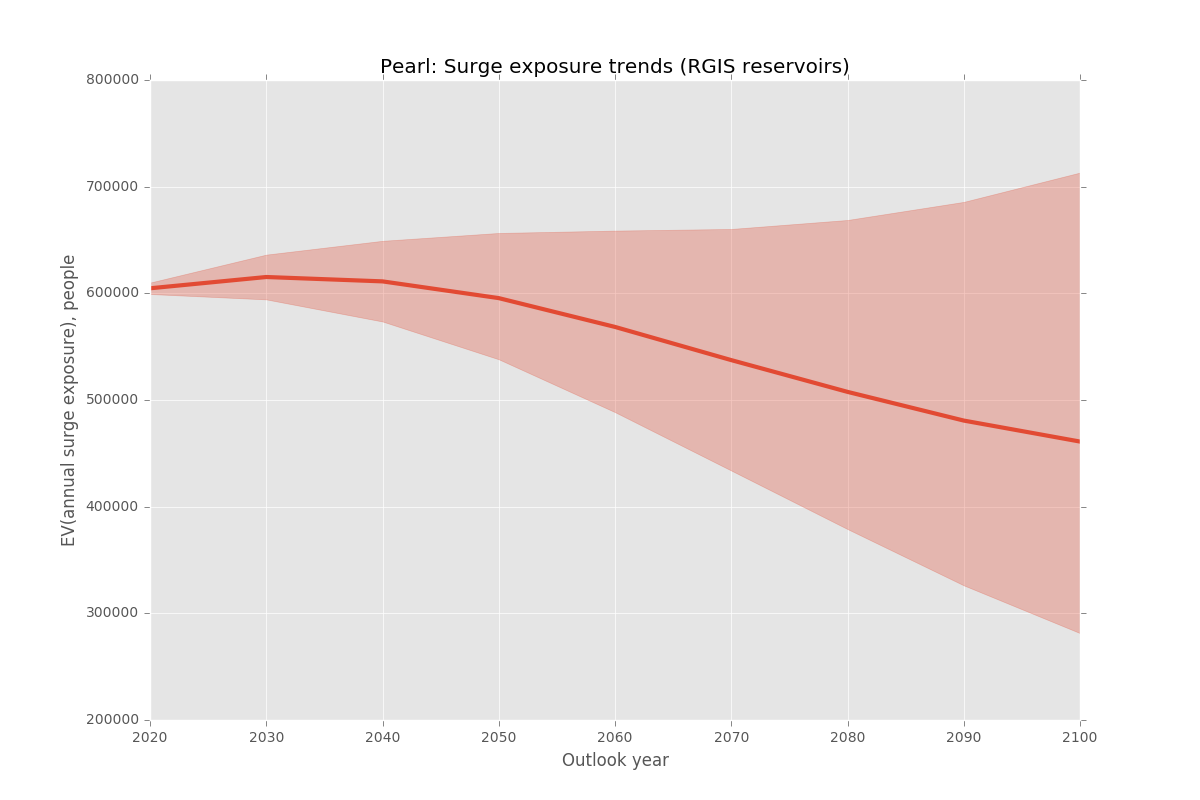 Pearl: Surge exposure trends (RGIS reservoirs)
800000
700000
600000
500000
400000
300000
200000
EV(annual surge exposure), people
2020 2030 2040 2050 2060 2070 2080 2090 2100
Outlook year